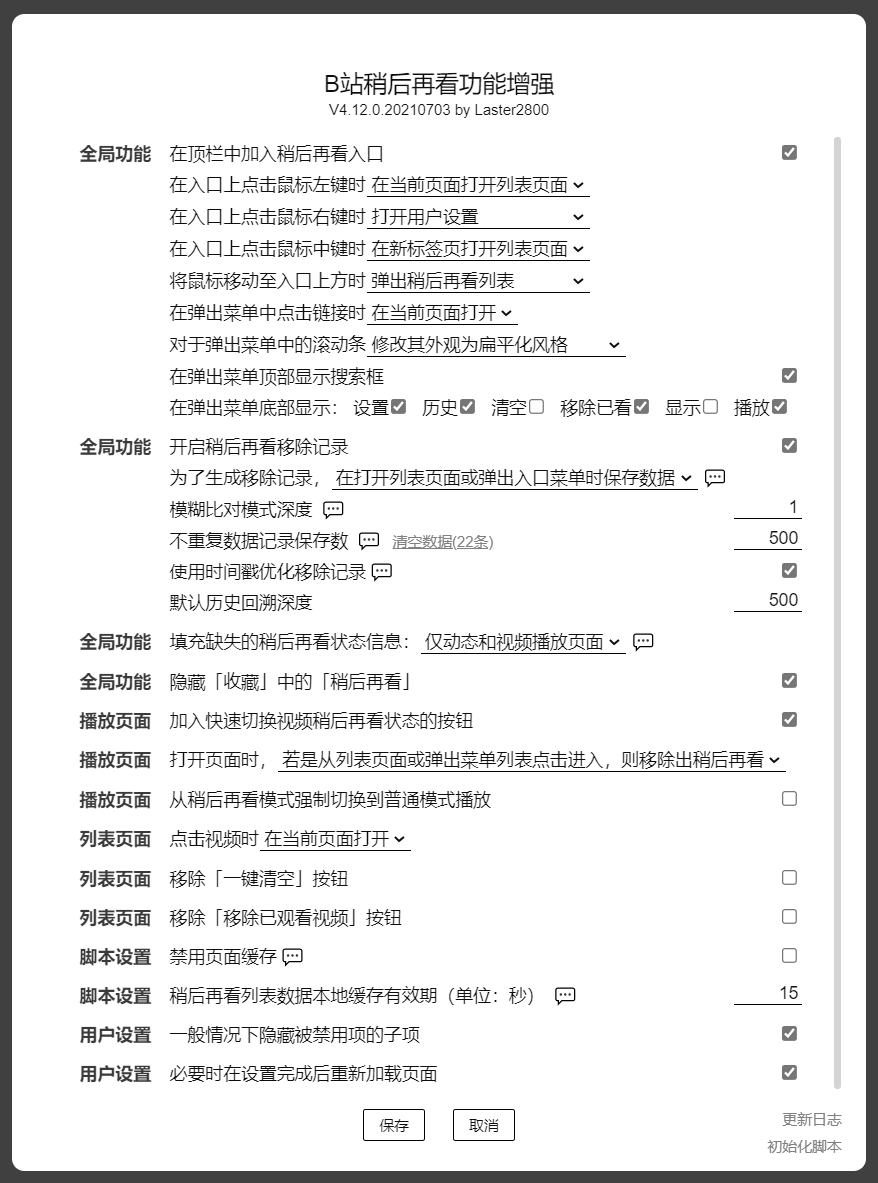 B站稍后再看功能增强
V4.12.0.20210703 by Laster2800
全局功能 在顶栏中加入稍后再看入口
在入口上点击鼠标左键时 在当前页面打开列表页面
在入口上点击鼠标右键时 打开用户设置
在入口上点击鼠标中键时 在新标签页打开列表页面
将鼠标移动至入口上方时 弹出稍后再看列表
在弹出菜单中点击链接时 在当前页面打开
对于弹出菜单中的滚动条 修改其外观为扁平化风格
在弹出菜单顶部显示搜索框
在弹出菜单底部显示： 设置 历史 清空 移除已看 显示 播放
全局功能 开启稍后再看移除记录
为了生成移除记录， 在打开列表页面或弹出入口菜单时保存数据
模糊比对模式深度 1
不重复数据记录保存数 清空数据(22条) 500
使用时间戳优化移除记录
默认历史回溯深度 500
全局功能 填充缺失的稍后再看状态信息： 仅动态和视频播放页面
全局功能 隐藏「收藏」中的「稍后再看」
播放页面 加入快速切换视频稍后再看状态的按钮
播放页面 打开页面时， 若是从列表页面或弹出菜单列表点击进入，则移除出稍后再看
播放页面 从稍后再看模式强制切换到普通模式播放
列表页面 点击视频时 在当前页面打开
列表页面 移除「一键清空」按钮
列表页面 移除「移除已观看视频」按钮
脚本设置 禁用页面缓存
脚本设置 稍后再看列表数据本地缓存有效期（单位：秒） 15
用户设置 一般情况下隐藏被禁用项的子项
用户设置 必要时在设置完成后重新加载页面
保存 取消
更新日志
初始化脚本